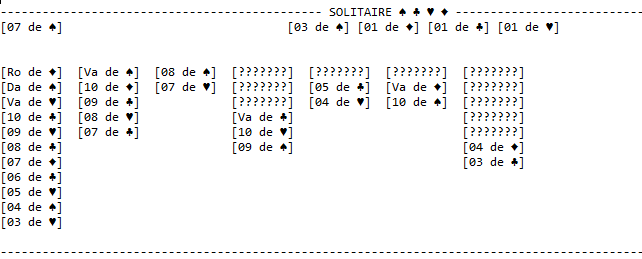 ---------------------------------------------- SOLITAIRE ♠ ♣ ♥ ♦ ---------------------------
[07 de ♠] [03 de ♠] [01 de ♦] [01 de ♣] [01 de ♥]
[Ro de ♦] [Va de ♠] [08 de ♠] [???????] [???????] [???????] [???????]
[Da de ♠] [10 de ♦] [07 de ♥] [???????] [05 de ♣] [Va de ♦] [???????]
[Va de ♥] [09 de ♣] [???????] [04 de ♥] [10 de ♠] [???????]
[10 de ♣] [08 de ♥] [Va de ♣] [???????]
[09 de ♥] [07 de ♣] [10 de ♥] [???????]
[08 de ♣] [09 de ♠] [04 de ♦]
[07 de ♦] [03 de ♣]
[06 de ♣]
[05 de ♥]
[04 de ♠]
[03 de ♥]
--------------------------------------------------------------------------------------------